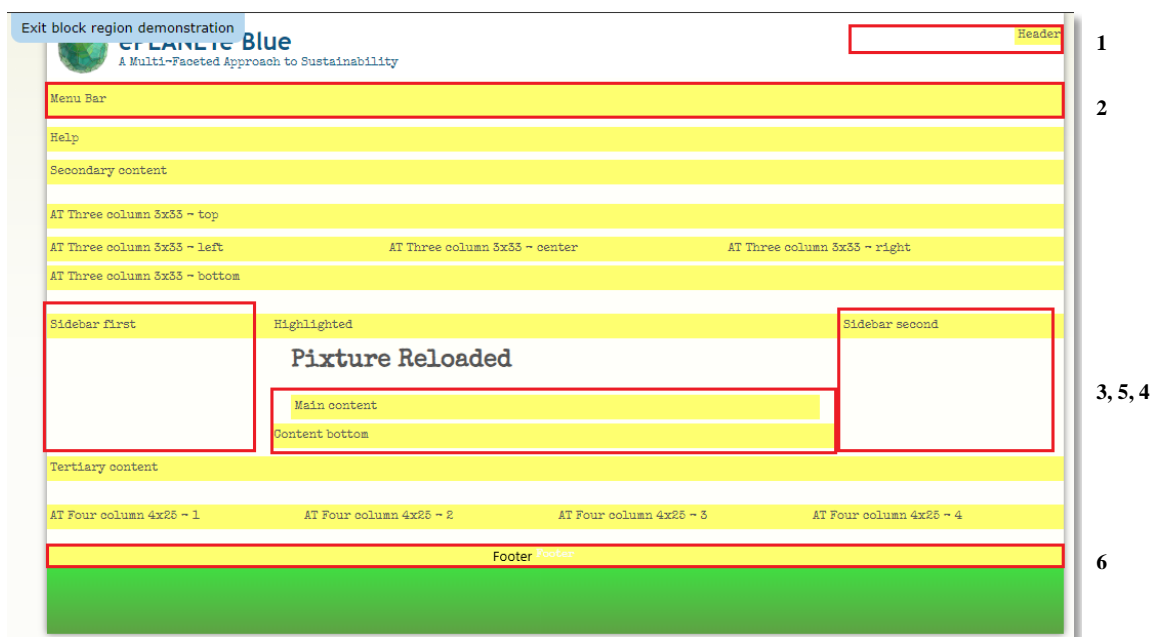 Exit block region demonstration
ePLANETe Blue
A Multi-Faceted Approach to Sustainability
Header
1
Menu Bar
2
Help
Secondary content
AT Three column 3x33 - top
AT Three column 3x33 - left AT Three column 3x33 - center AT Three column 3x33 - right
AT Three column 3x33 - bottom
Sidebar first Highlighted Sidebar second
Pixture Reloaded
Main content
3, 5, 4
Content bottom
Tertiary content
AT Four column 4x25 - 1 AT Four column 4x25 - 2 AT Four column 4x25 - 3 AT Four column 4x25 - 4
Footer Footer
6